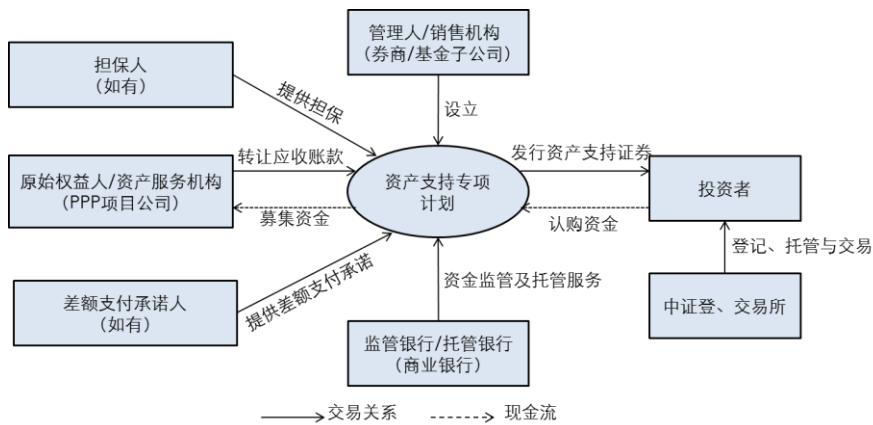 管理人/销售机构
（券商/基金子公司）
担保人
（如有）
提供担保
设立
转让应收账款
发行资产支持证券
原始权益人/资产服务机构
（PPP项目公司）
资产支持专项
计划
投资者
募集资金
认购资金
登记、托管与交易
差额支付承诺人
（如有）
提供差额支付承诺
资金监管及托管服务
中证登、交易所
监管银行/托管银行
（商业银行）
交易关系
现金流